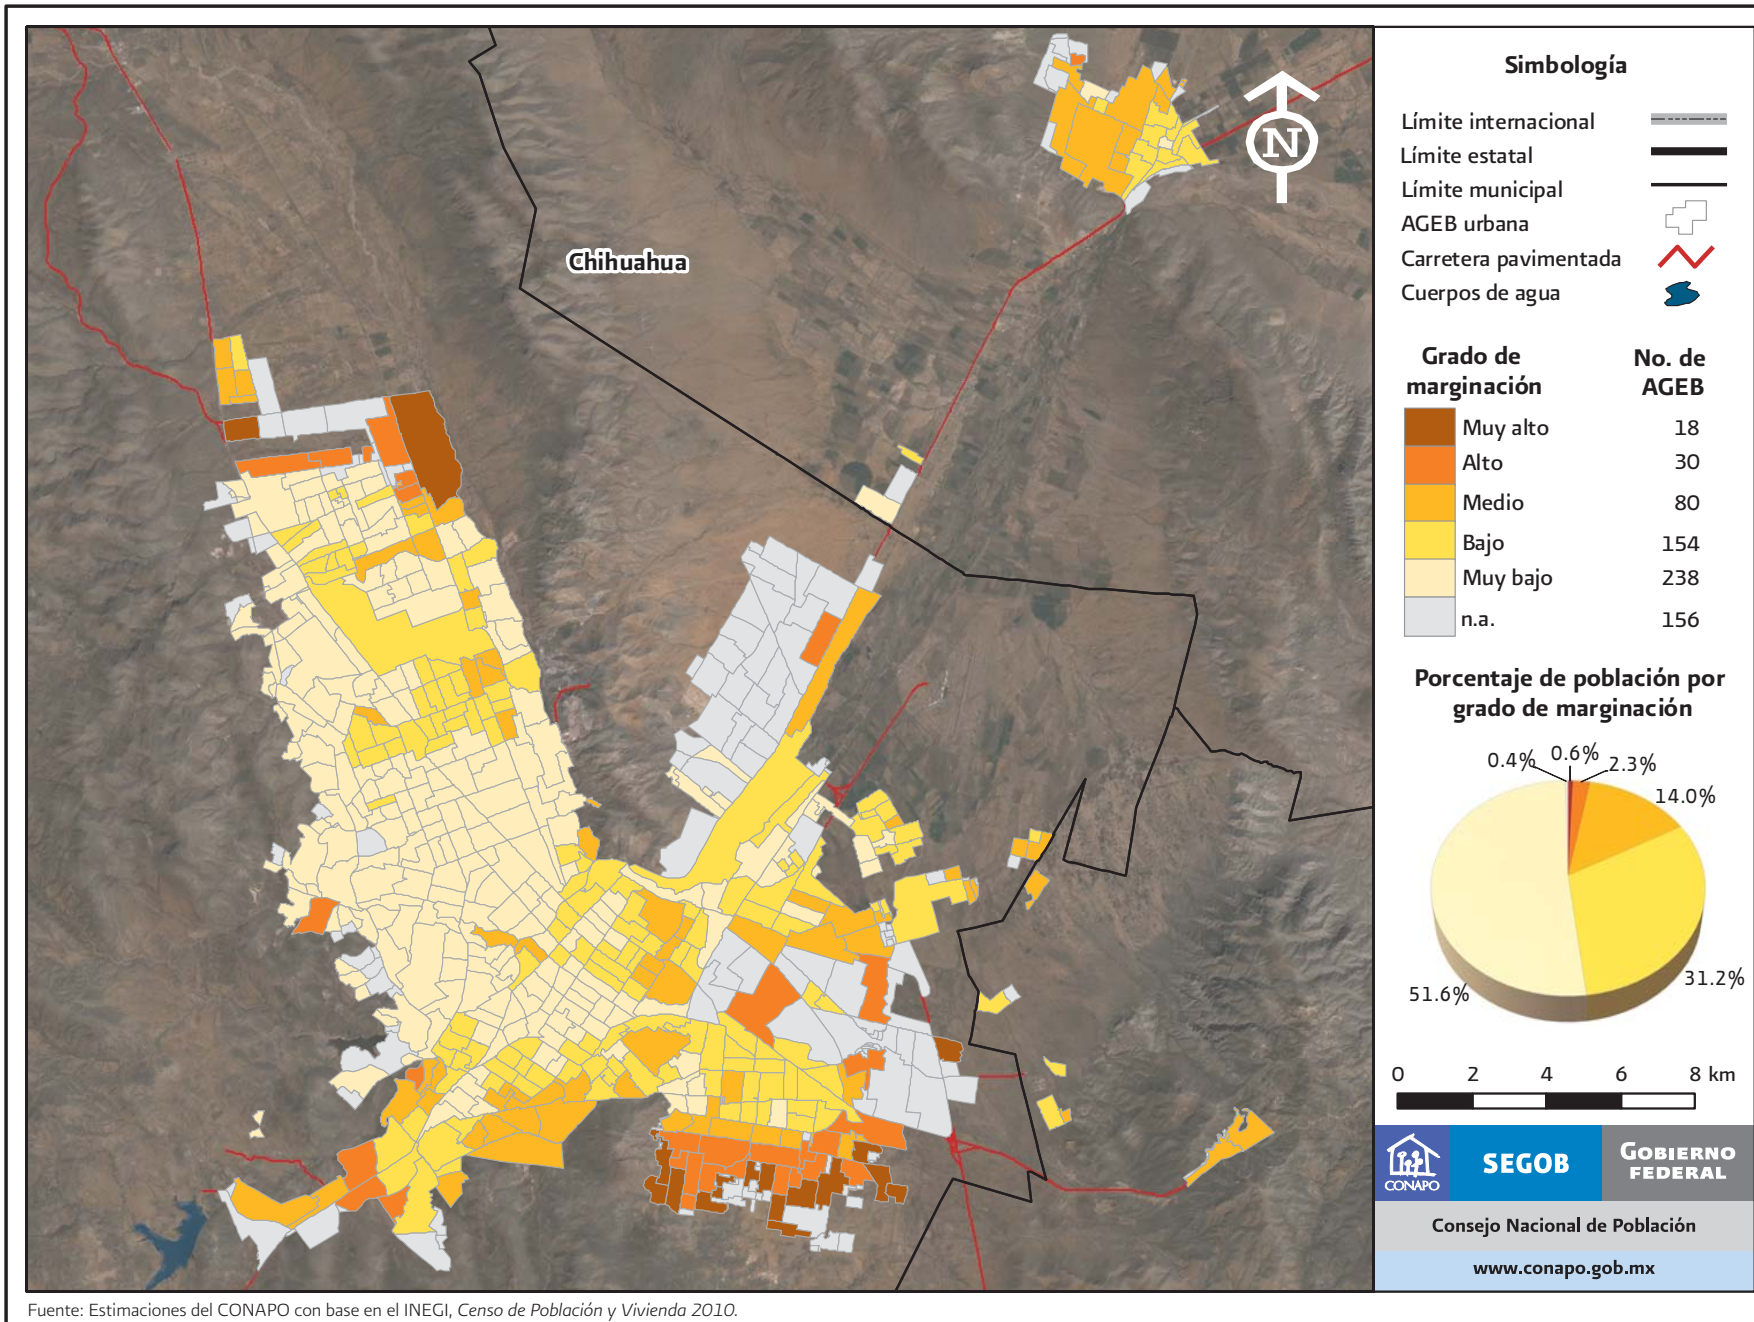 Chihuahua
N
Simbología
Límite internacional
Límite estatal
Límite municipal
AGEB urbana
Carretera pavimentada
Cuerpos de agua
Grado de
marginación
No. de
AGEB
Muy alto 18
Alto 30
Medio 80
Bajo 154
Muy bajo 238
n.a. 156
Porcentaje de población por
grado de marginación
0.4% 0.6% 2.3%
14.0%
31.2%
51.6%
0 2 4 6 8 km
CONAPO
SEGOB
GOBIERNO
FEDERAL
Consejo Nacional de Población
www.conapo.gob.mx
Fuente: Estimaciones del CONAPO con base en el INEGI, Censo de Población y Vivienda 2010.